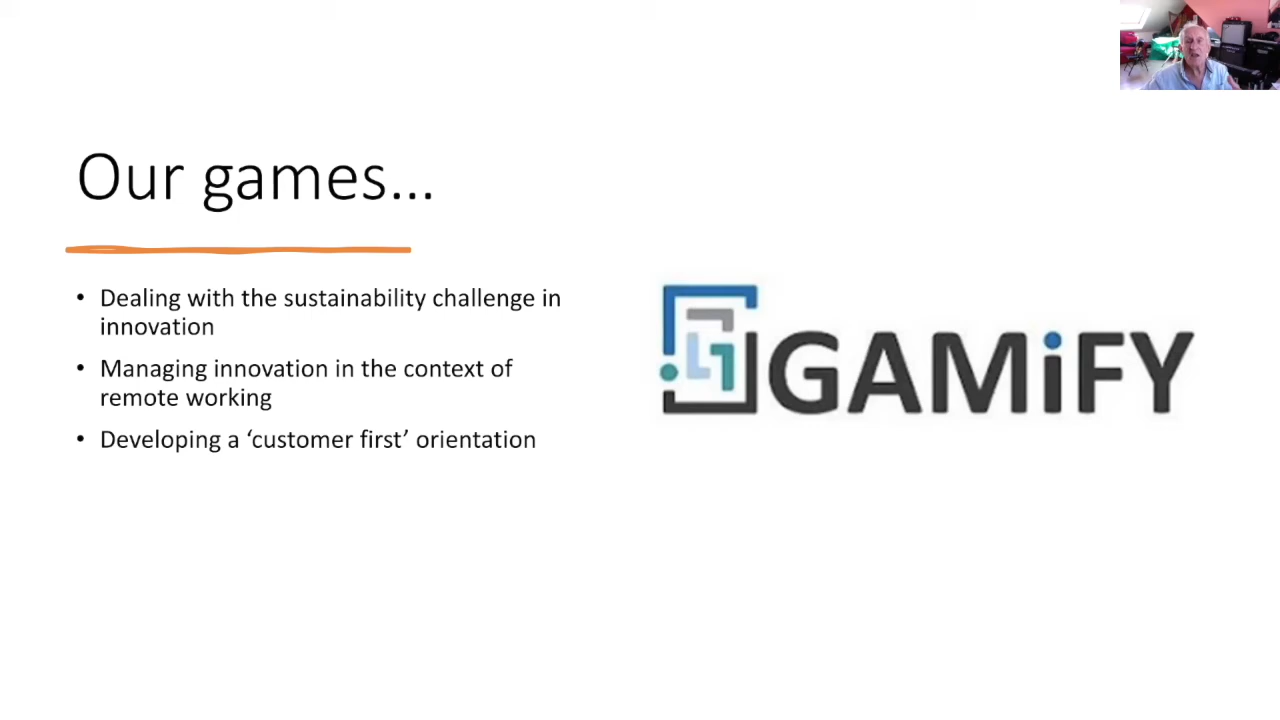 Our games...
• Dealing with the sustainability challenge in
innovation
• Managing innovation in the context of
remote working
• Developing a ‘customer first’ orientation
GAMiFY